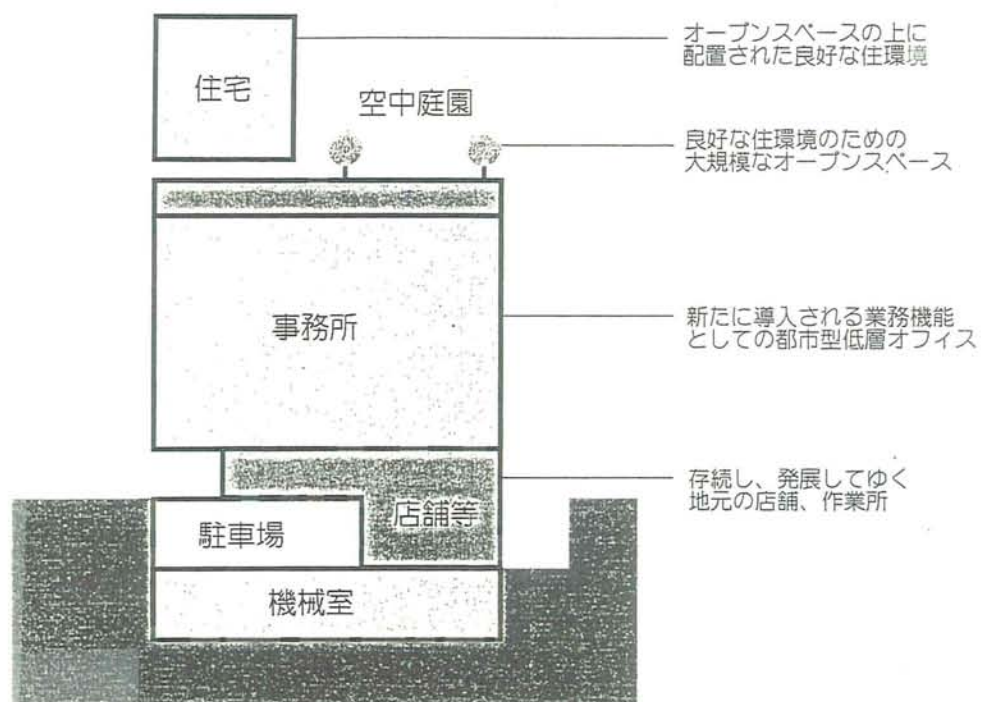 住宅
オープンスペースの上に
配置された良好な住環境
空中庭園
良好な住環境のための
大規模なオープンスペース
事務所
新たに導入される業務機能
としての都市型低層オフィス
存続し、発展してゆく
地元の店舗、作業所
店舗等
駐車場
機械室